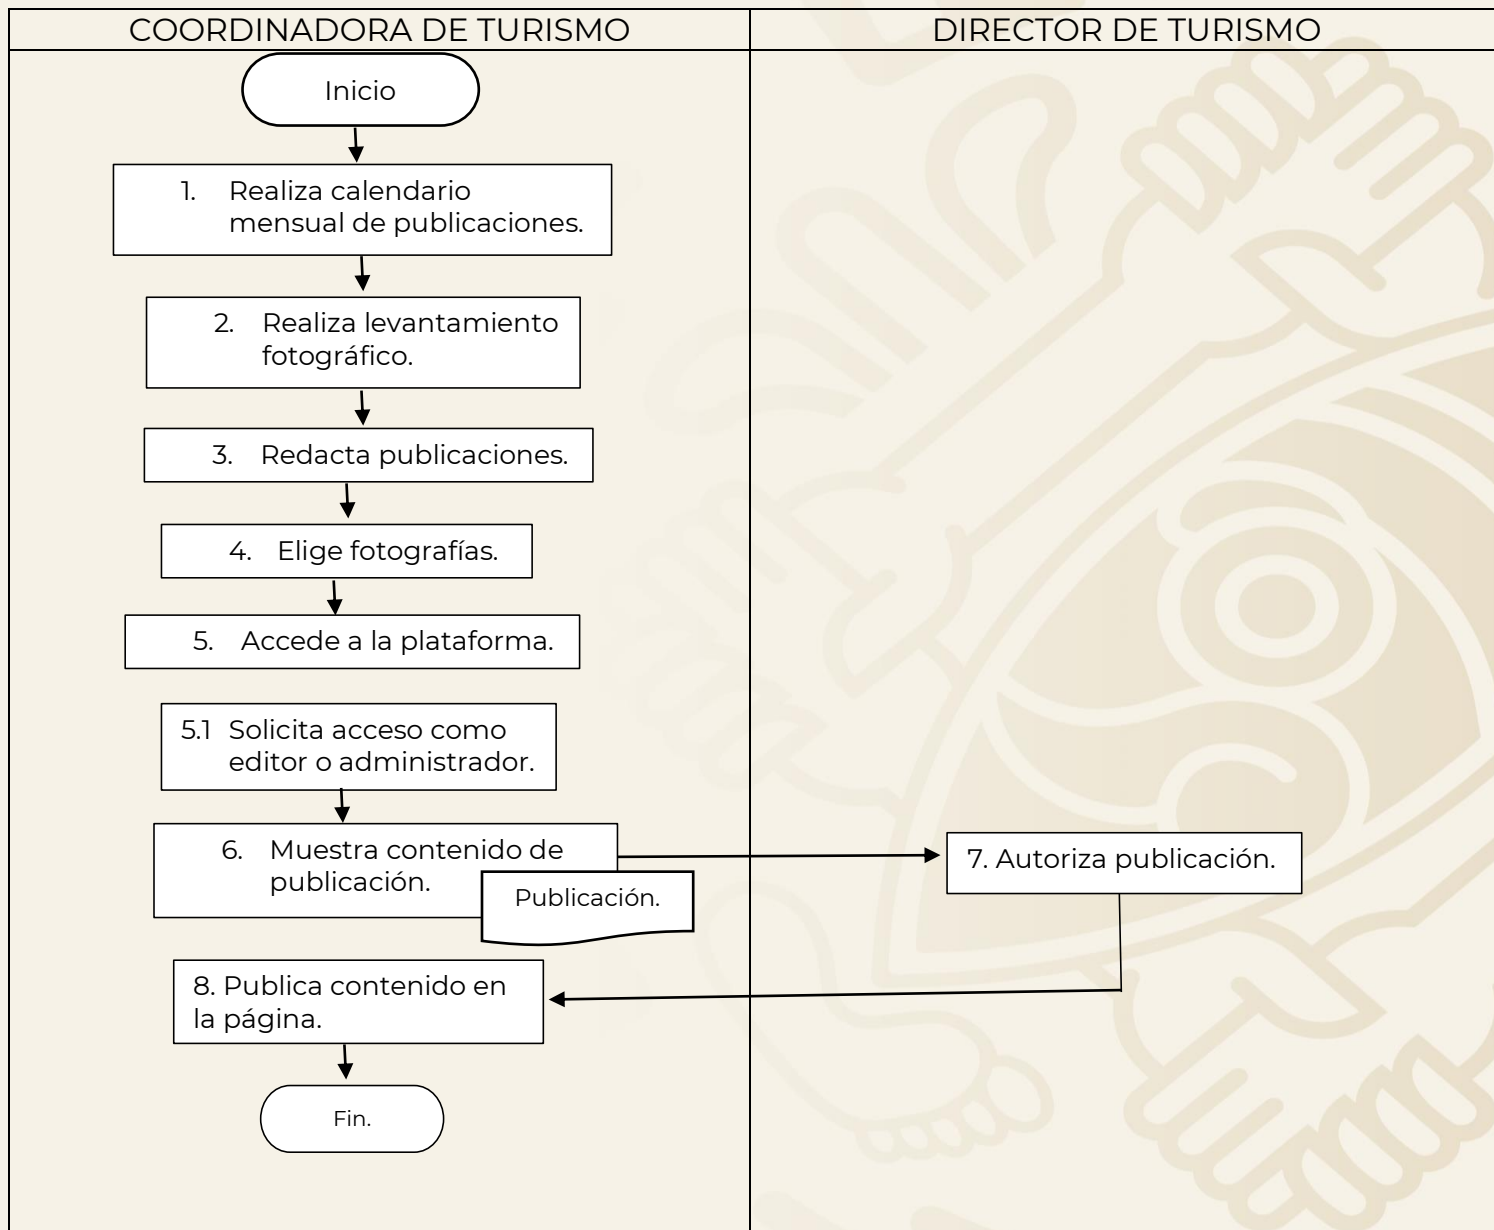 COORDINADORA DE TURISMO
DIRECTOR DE TURISMO
Inicio
1. Realiza calendario
mensual de publicaciones.
2. Realiza levantamiento
fotográfico.
3. Redacta publicaciones.
4. Elige fotografías.
5. Accede a la plataforma.
5.1 Solicita acceso como
editor o administrador.
6. Muestra contenido de
publicación.
Publicación.
7. Autoriza publicación.
8. Publica contenido en
la página.
Fin.